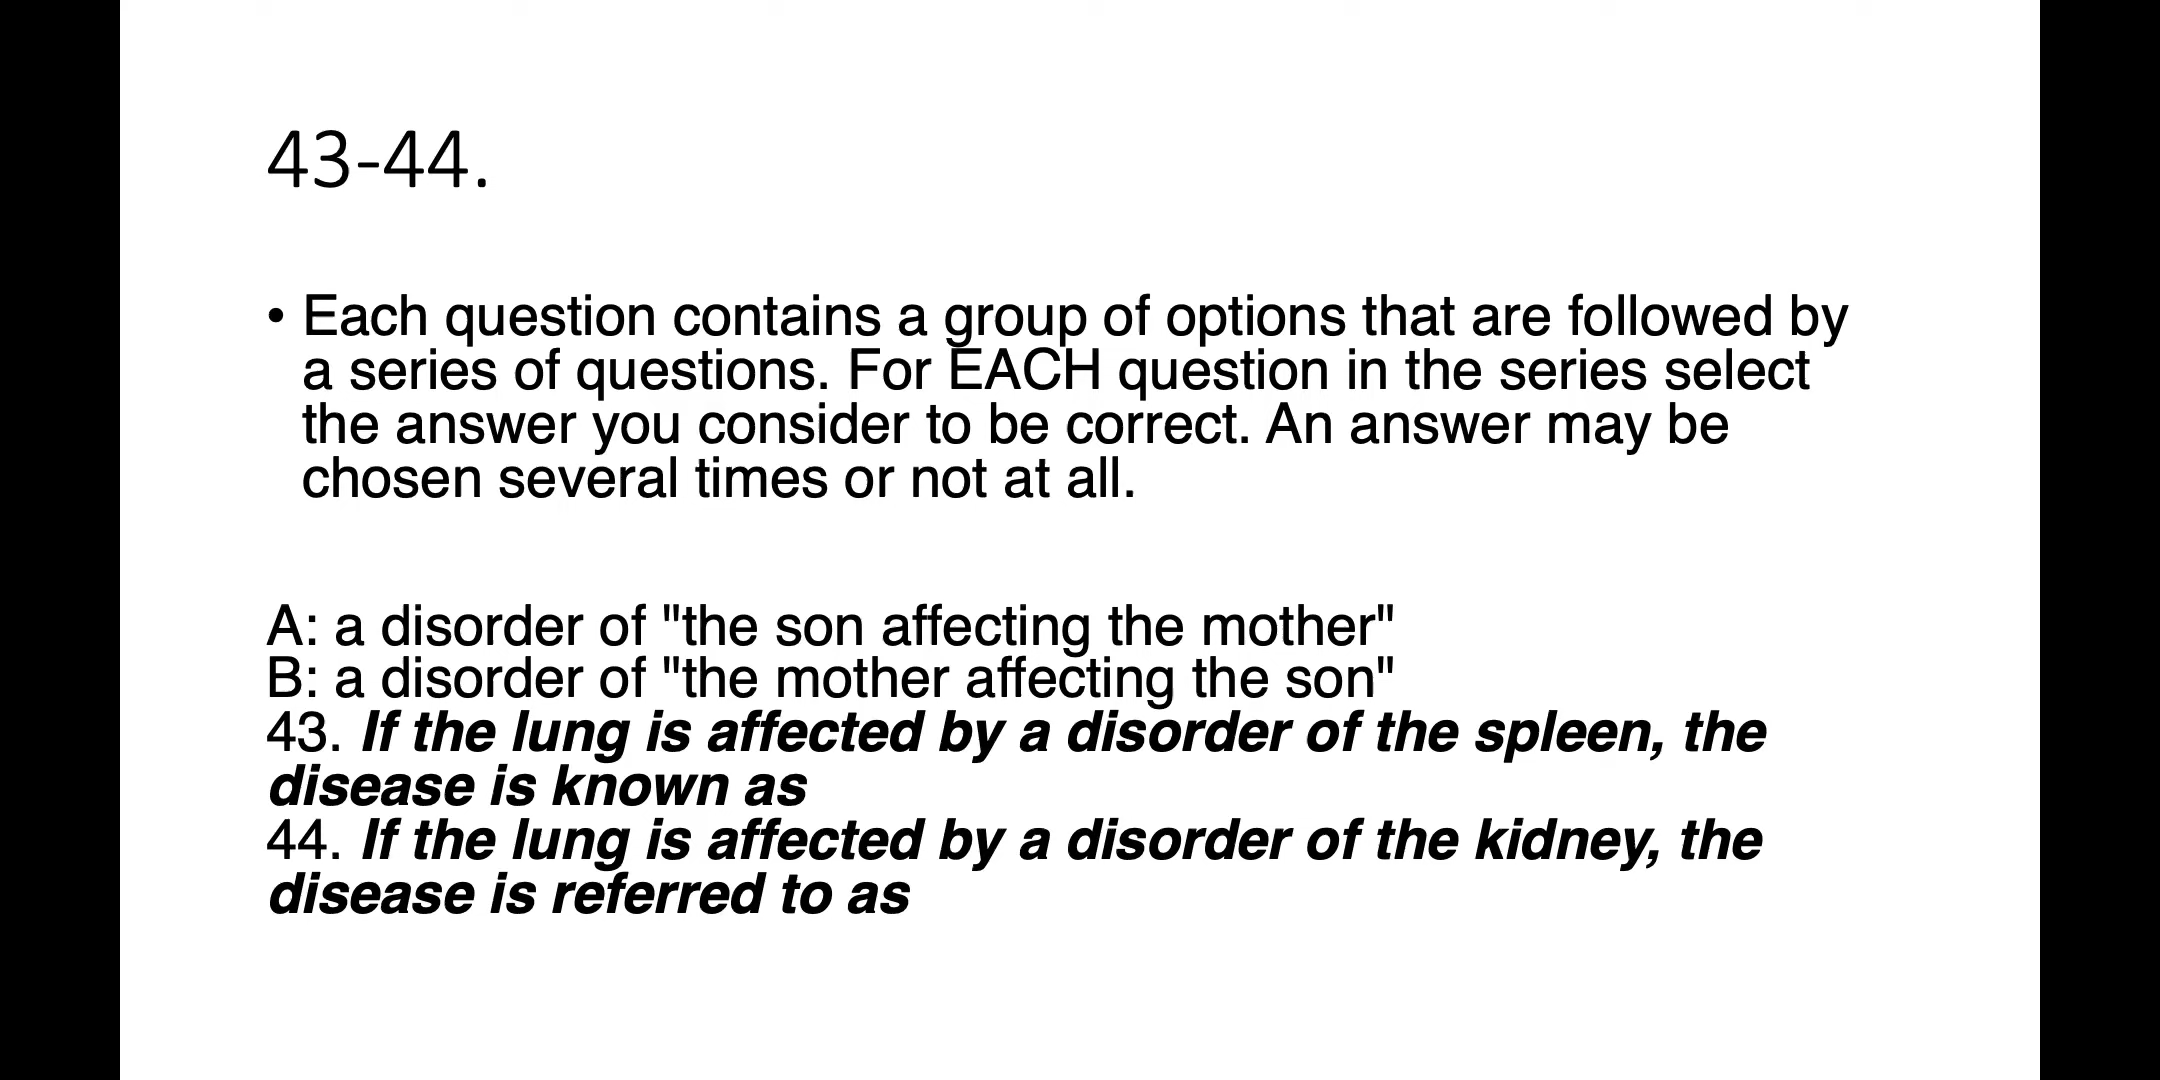 43-44.
• Each question contains a group of options that are followed by
a series of questions. For EACH question in the series select
the answer you consider to be correct. An answer may be
chosen several times or not at all.
A: a disorder of "the son affecting the mother"
B: a disorder of "the mother affecting the son"
43. If the lung is affected by a disorder of the spleen, the
disease is known as
44. If the lung is affected by a disorder of the kidney, the
disease is referred to as